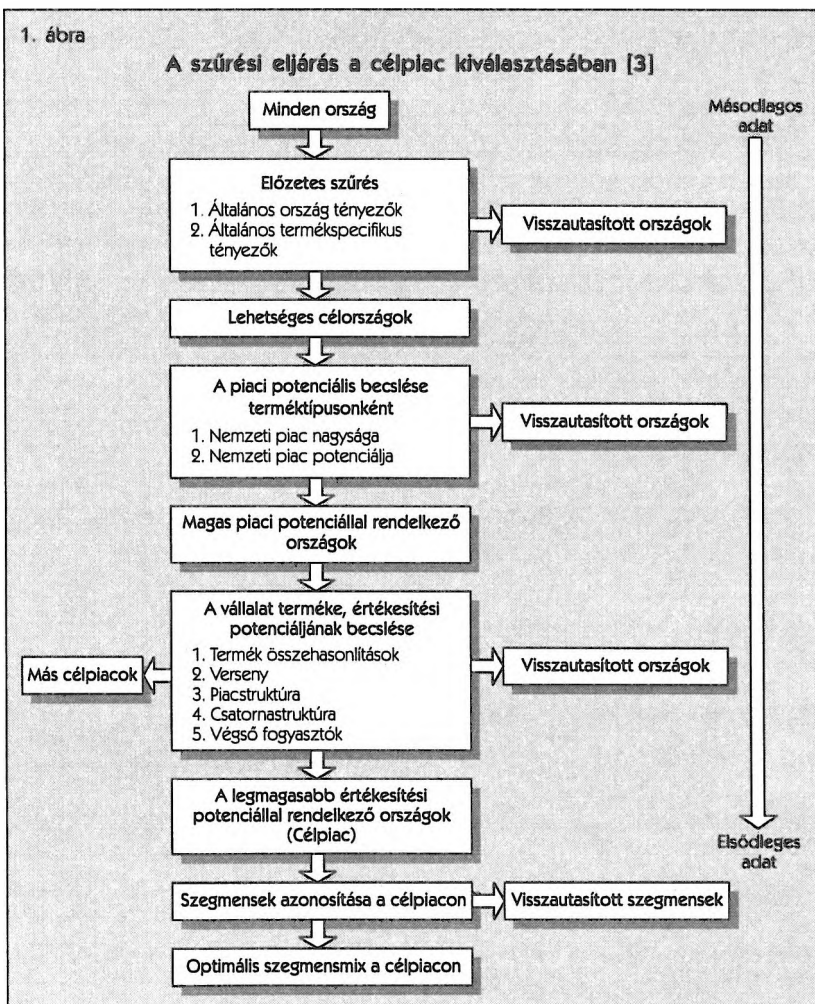 1. ábra
A szűrési eljárás a célpiac kiválasztásában [3]
Minden ország
Másodlagos
adat
Előzetes szűrés
1. Általános ország tényezők
2. Általános termékspecifikus
tényezők
Visszautasított országok
Lehetséges célországok
A piaci potenciális becslése
terméktípusonként
1. Nemzeti piac nagysága
2. Nemzeti piac potenciálja
Visszautasított országok
Magas piaci potenciállal rendelkező
országok
A vállalat terméke, értékesítési
potenciáljának becslése
1. Termék összehasonlítások
2. Verseny
3. Piacstruktúra
4. Csatornastruktúra
5. Végső fogyasztók
Más célpiacok
Visszautasított országok
A legmagasabb értékesítési
potenciállal rendelkező országok
(Célpiac)
Elsődleges
adat
Szegmensek azonosítása a célpiacon
Visszautasított szegmensek
Optimális szegmensmix a célpiacon